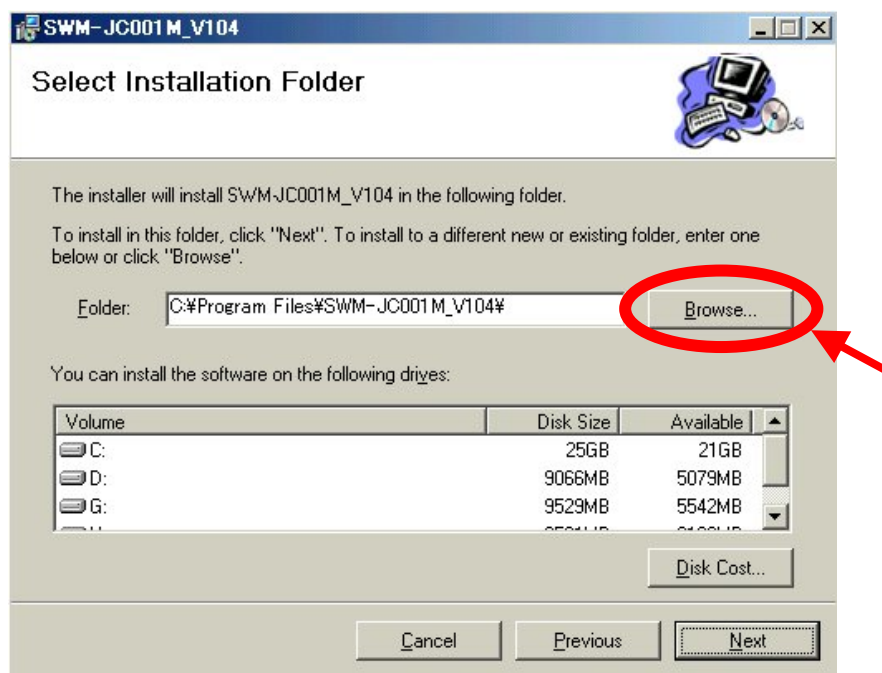 SWM-JC001M_V104
Select Installation Folder
The installer will install SWM-JC001M_V104 in the following folder.
To install in this folder, click "Next". To install to a different new or existing folder, enter one
below or click "Browse".
Folder: C:¥Program Files¥SWM-JC001M_V104¥ Browse...
You can install the software on the following drives:
Volume Disk Size Available
C: 25GB 21GB
D: 9066MB 5079MB
G: 9529MB 5542MB
Disk Cost...
Cancel Previous Next